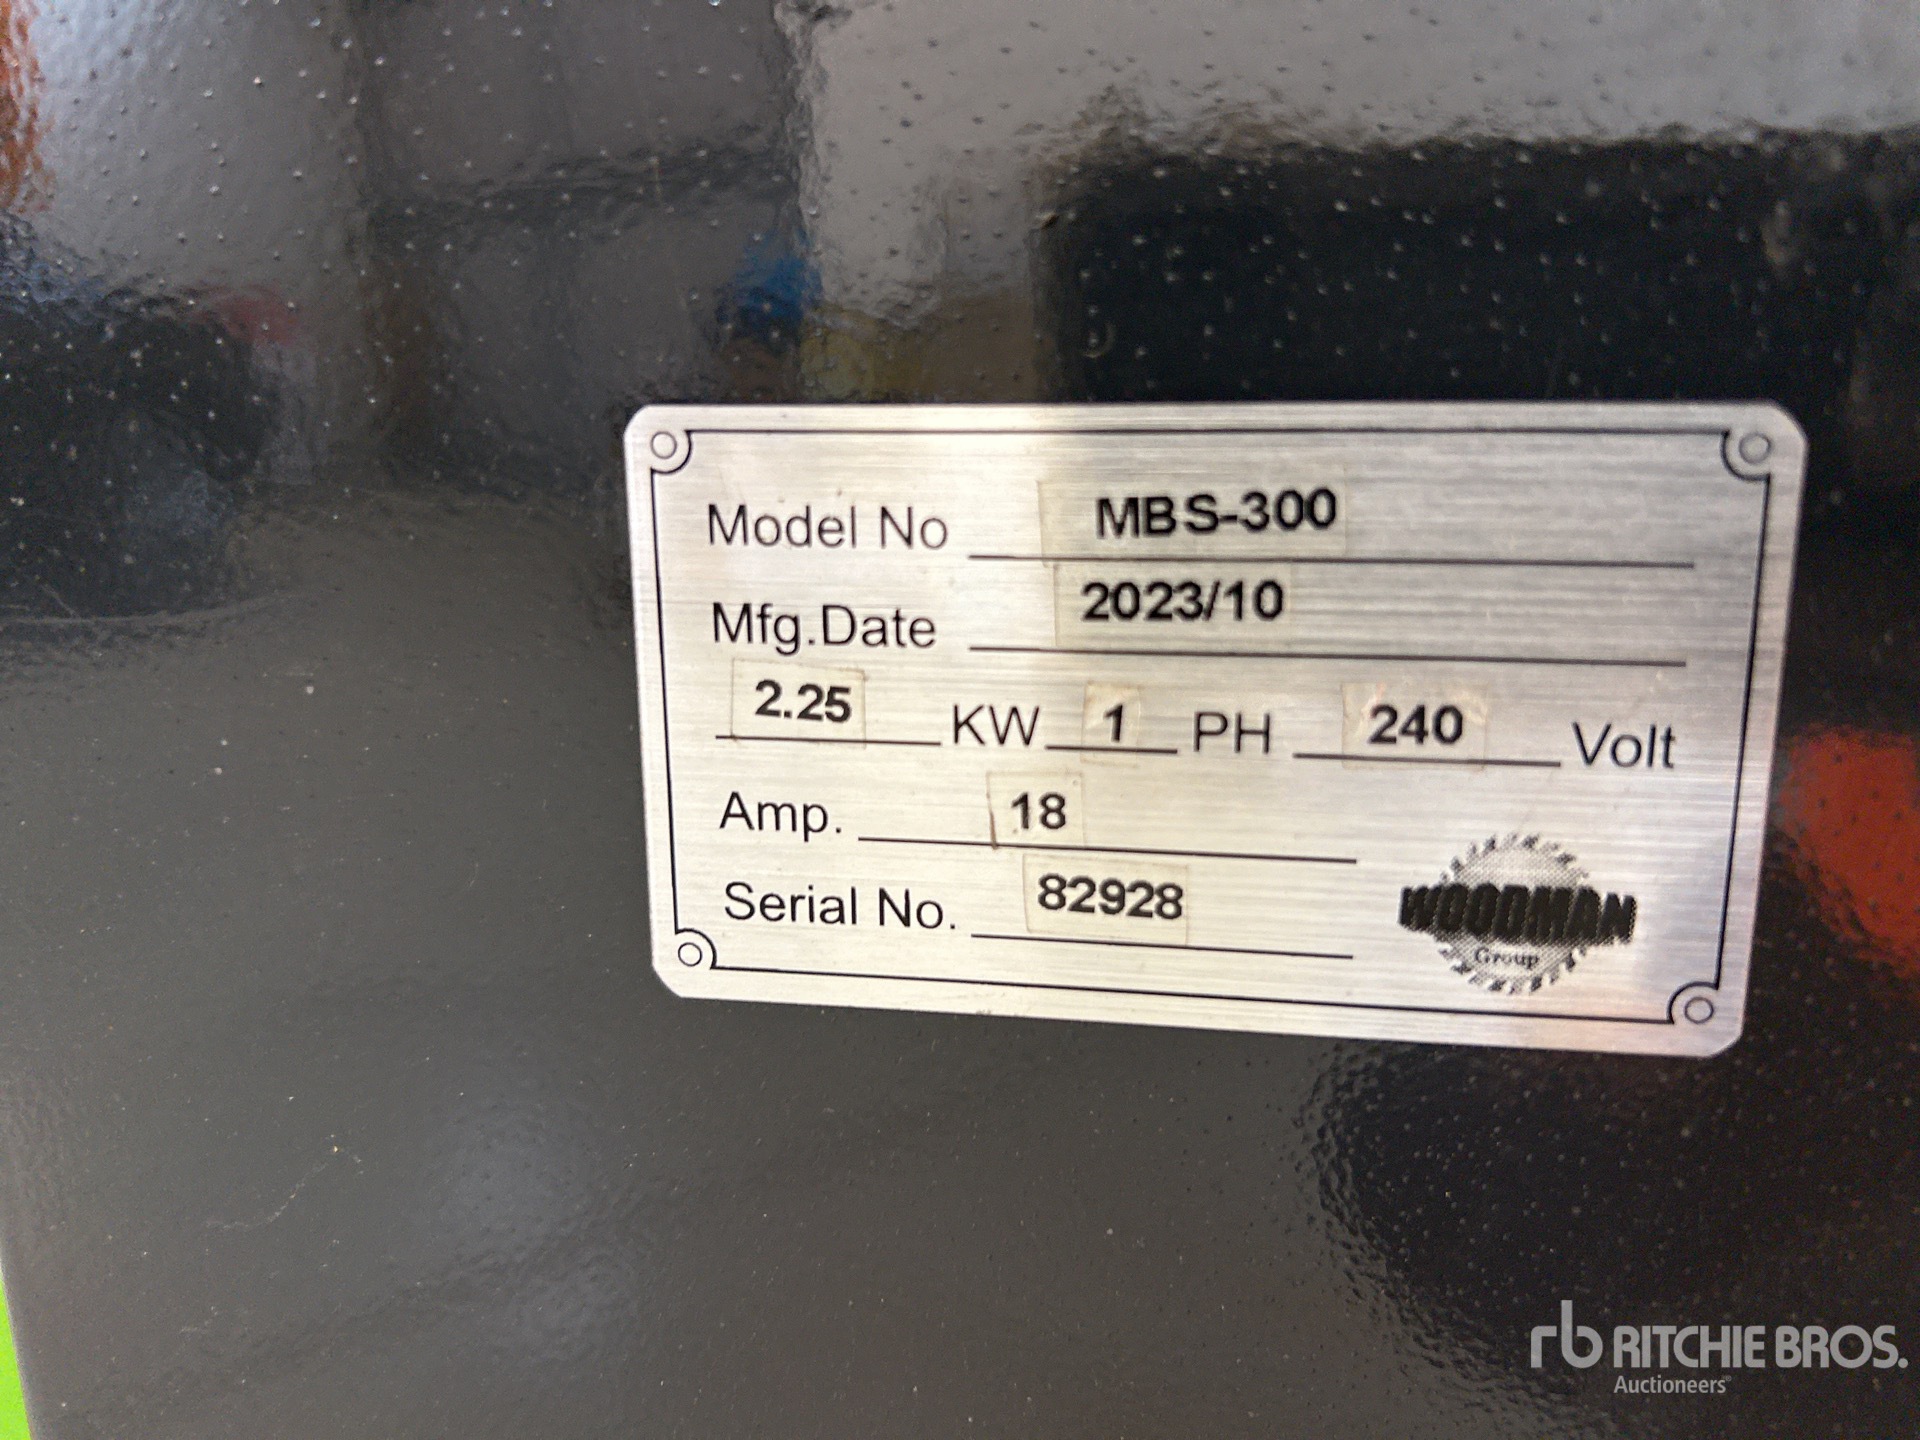 Model No MBS-300
Mfg.Date 2023/10
2.25 KW 1 PH 240 Volt
Amp. 18
Serial No. 82928
WOODMAN
Group
rb RITCHIE BROS.
Auctioneers